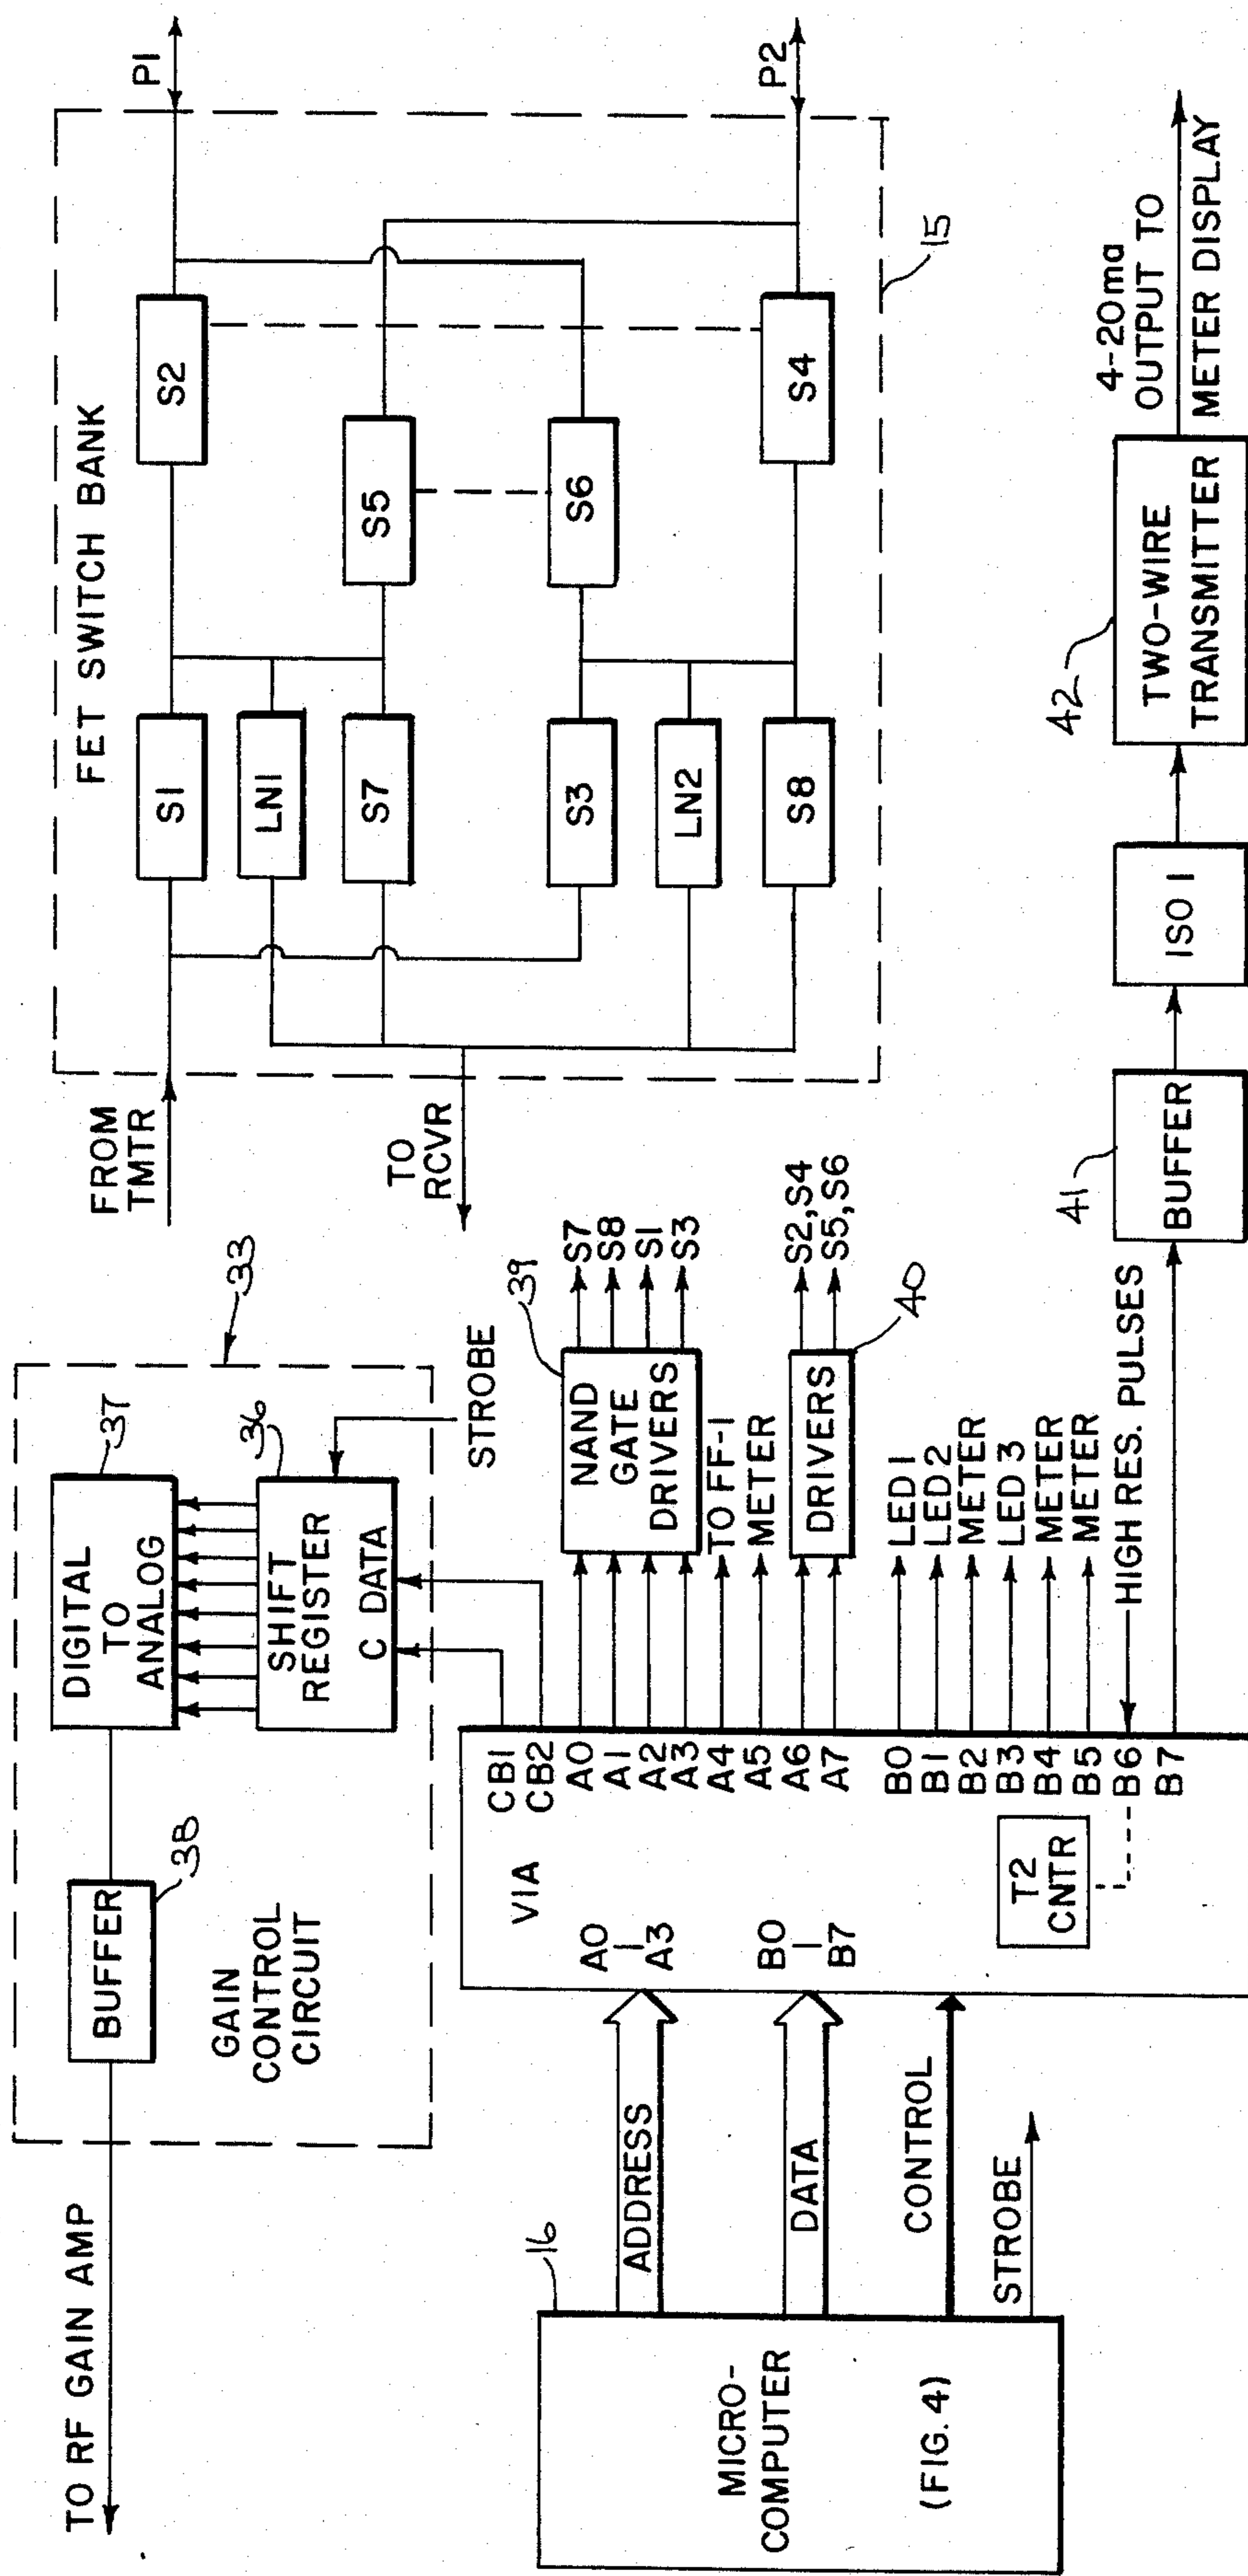 TO RF GAIN AMP
BUFFER
38
GAIN
CONTROL
CIRCUIT
DIGITAL
TO
ANALOG
37
SHIFT
REGISTER
C DATA
36
33
STROBE
MICRO-
COMPUTER
(FIG. 4)
16
ADDRESS
DATA
CONTROL
STROBE
VIA
A0
—
A3
B0
—
B7
T2
CNTR
CB1
CB2
A0
A1
A2
A3
A4
A5
A6
A7
B0
B1
B2
B3
B4
B5
B6
B7
NAND
GATE
DRIVERS
39
S7
S8
S1
S3
TO FF-1
METER
DRIVERS
40
S2,S4
S5,S6
LED 1
LED 2
METER
LED 3
METER
METER
HIGH RES. PULSES
BUFFER
41
ISO 1
TWO-WIRE
TRANSMITTER
42
4-20ma
OUTPUT TO
METER DISPLAY
FROM
TMTR
TO
RCVR
FET SWITCH BANK
S1
LN1
S7
S3
LN2
S8
S2
S5
S6
S4
P1
P2
15